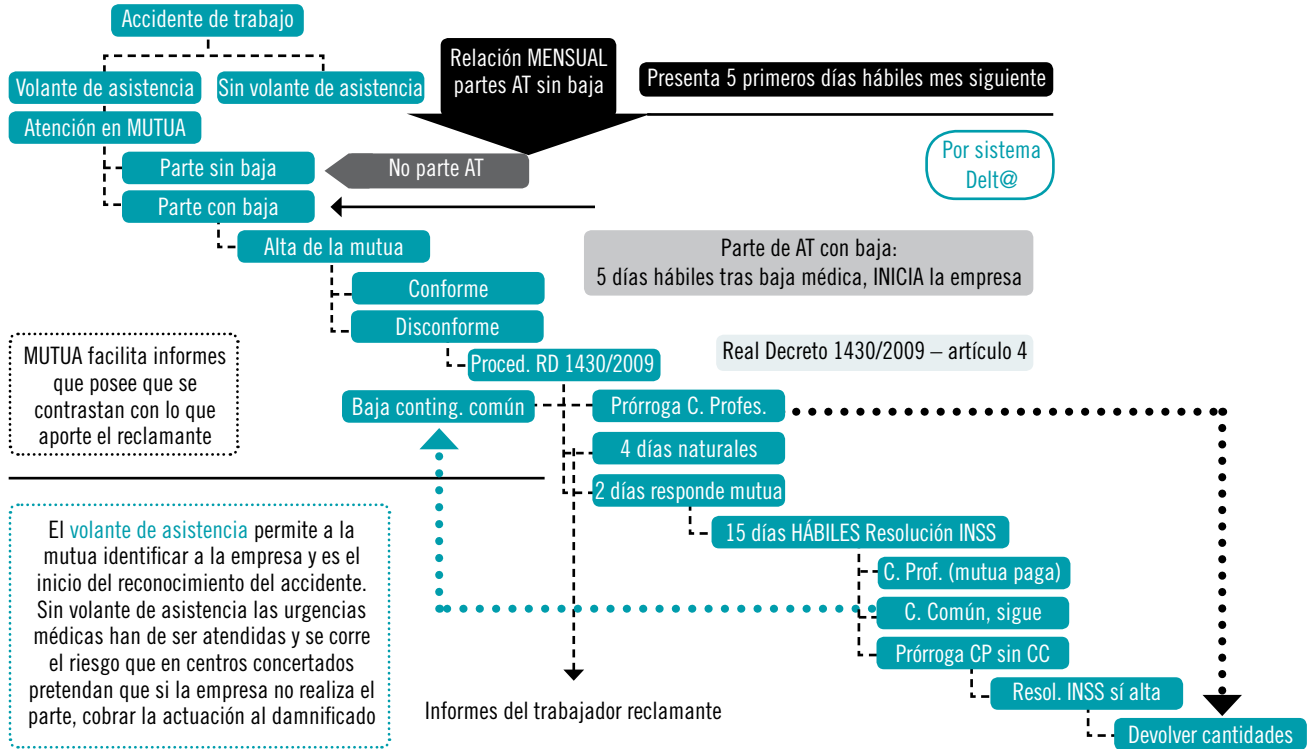 Accidente de trabajo
Relación MENSUAL
partes AT sin baja
Presenta 5 primeros días hábiles mes siguiente
Volante de asistencia
Sin volante de asistencia
Atención en MUTUA
Por sistema
Delt@
Parte sin baja
No parte AT
Parte con baja
Alta de la mutua
Parte de AT con baja:
5 días hábiles tras baja médica, INICIA la empresa
Conforme
Disconforme
MUTUA facilita informes
que posee que se
contrastan con lo que
aporte el reclamante
Proced. RD 1430/2009
Real Decreto 1430/2009 – artículo 4
Baja conting. común
Prórroga C. Profes.
4 días naturales
2 días responde mutua
15 días HÁBILES Resolución INSS
El volante de asistencia permite a la
mutua identificar a la empresa y es el
inicio del reconocimiento del accidente.
Sin volante de asistencia las urgencias
médicas han de ser atendidas y se corre
el riesgo que en centros concertados
pretendan que si la empresa no realiza el
parte, cobrar la actuación al damnificado
C. Prof. (mutua paga)
C. Común, sigue
Prórroga CP sin CC
Resol. INSS sí alta
Informes del trabajador reclamante
Devolver cantidades